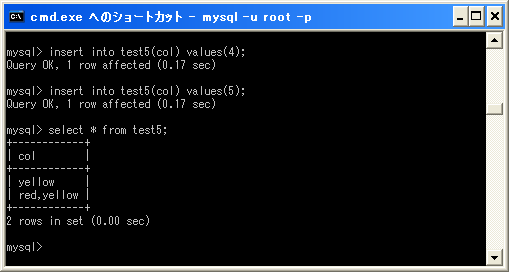 cmd.exe へのショートカット - mysql -u root -p
mysql> insert into test5(col) values(4);
Query OK, 1 row affected (0.17 sec)
mysql> insert into test5(col) values(5);
Query OK, 1 row affected (0.17 sec)
mysql> select * from test5;
+------------+
| col        |
+------------+
| yellow     |
| red,yellow |
+------------+
2 rows in set (0.00 sec)
mysql>